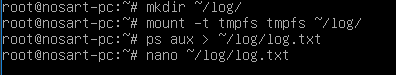 root@nosart-pc:~# mkdir ~/log/
root@nosart-pc:~# mount -t tmpfs tmpfs ~/log/
root@nosart-pc:~# ps aux > ~/log/log.txt
root@nosart-pc:~# nano ~/log/log.txt